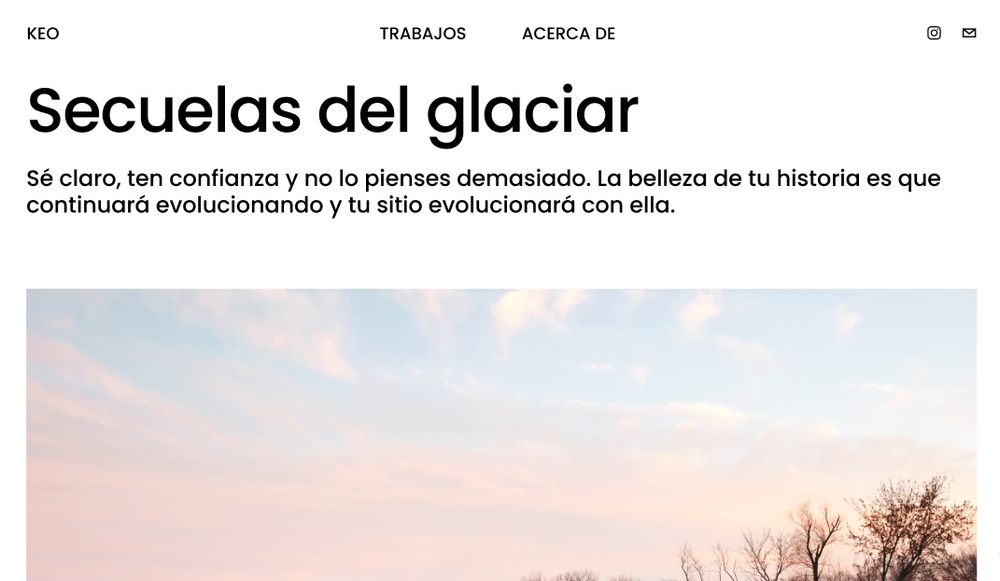 KEO
TRABAJOS
ACERCA DE
Secuelas del glaciar
Sé claro, ten confianza y no lo pienses demasiado. La belleza de tu historia es que
continuará evolucionando y tu sitio evolucionará con ella.